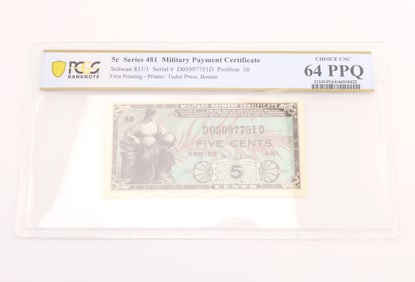 PCGS
BANKNOTE
5¢ Series 481 Military Payment Certificate
Schwan 831/1 Serial # D05097751D Position 50
First Printing - Printer: Tudor Press, Boston
CHOICE UNC
64 PPQ
MILITARY PAYMENT CERTIFICATE
50
D05097751D
FIVE CENTS
SERIES 481
5